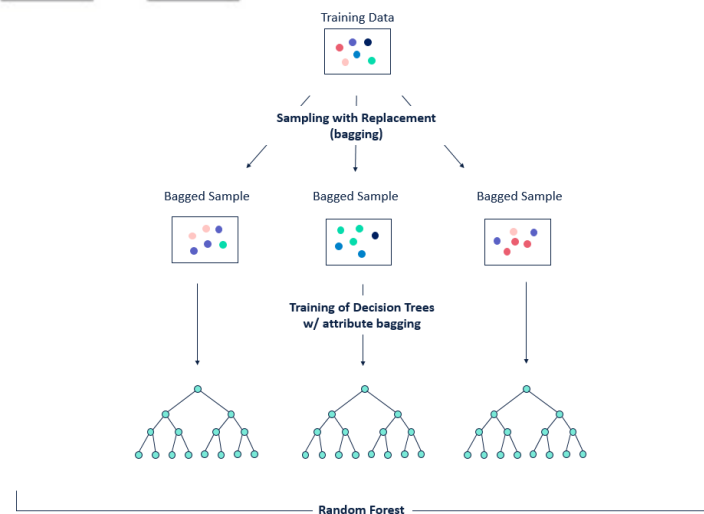 Training Data
Sampling with Replacement
(bagging)
Bagged Sample
Bagged Sample
Bagged Sample
Training of Decision Trees
w/ attribute bagging
Random Forest